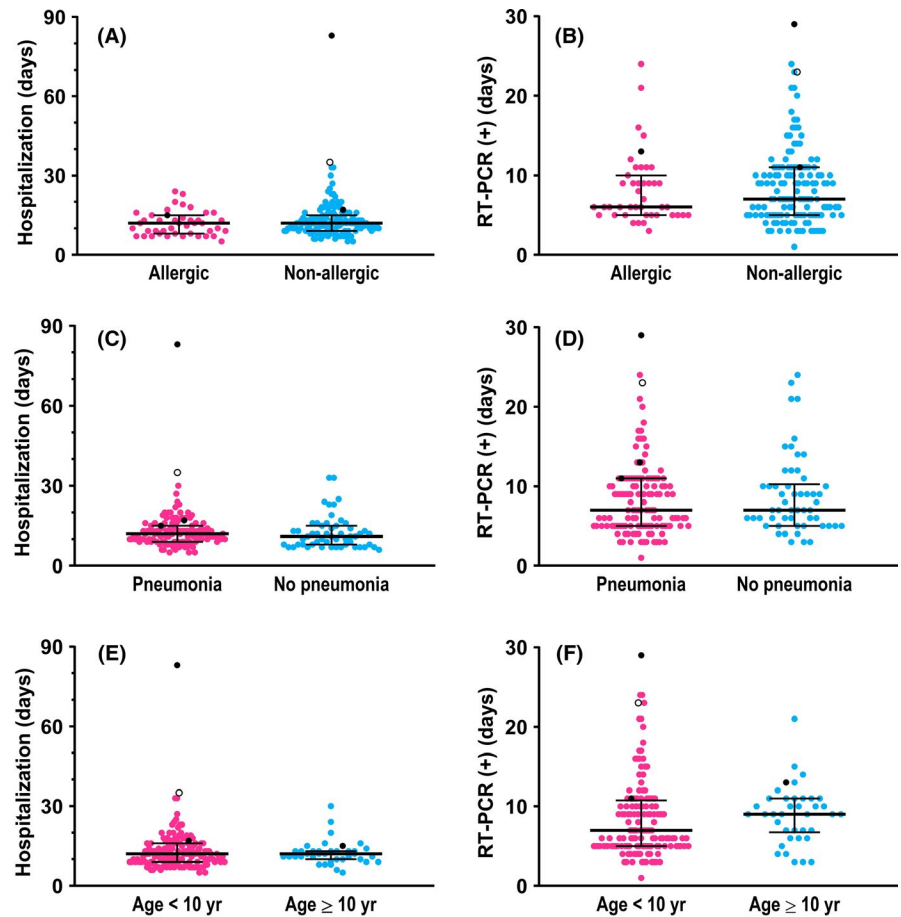 (A)
Hospitalization (days)
90
60
30
0
Allergic Non-allergic
(B)
RT-PCR (+) (days)
30
20
10
0
Allergic Non-allergic
(C)
Hospitalization (days)
90
60
30
0
Pneumonia No pneumonia
(D)
RT-PCR (+) (days)
30
20
10
0
Pneumonia No pneumonia
(E)
Hospitalization (days)
90
60
30
0
Age < 10 yr Age ≥ 10 yr
(F)
RT-PCR (+) (days)
30
20
10
0
Age < 10 yr Age ≥ 10 yr